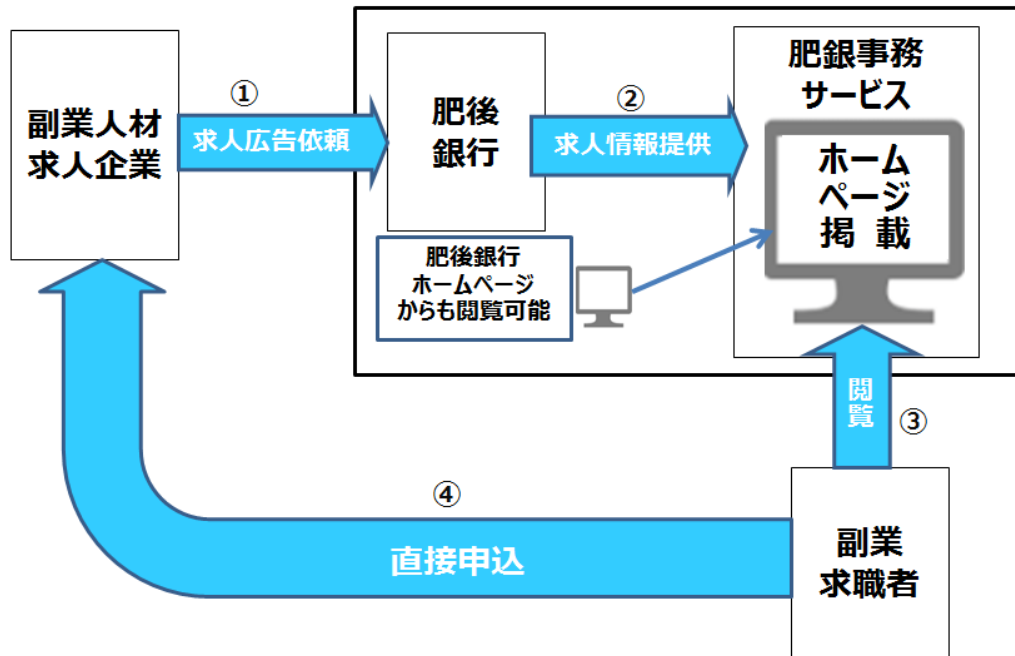 副業人材
求人企業
①
求人広告依頼
肥後
銀行
②
求人情報提供
肥銀事務
サービス
ホーム
ページ
掲 載
肥後銀行
ホームページ
からも閲覧可能
閲覧
③
④
直接申込
副業
求職者